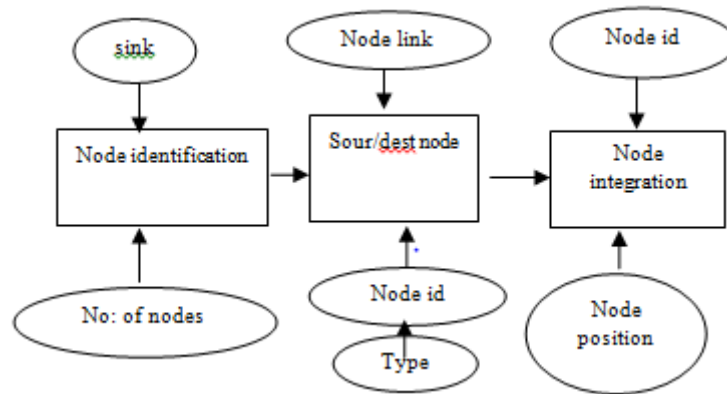 sink
Node link
Node id
Node identification
Sour/dest node
Node
integration
No: of nodes
Node id
Type
Node
position